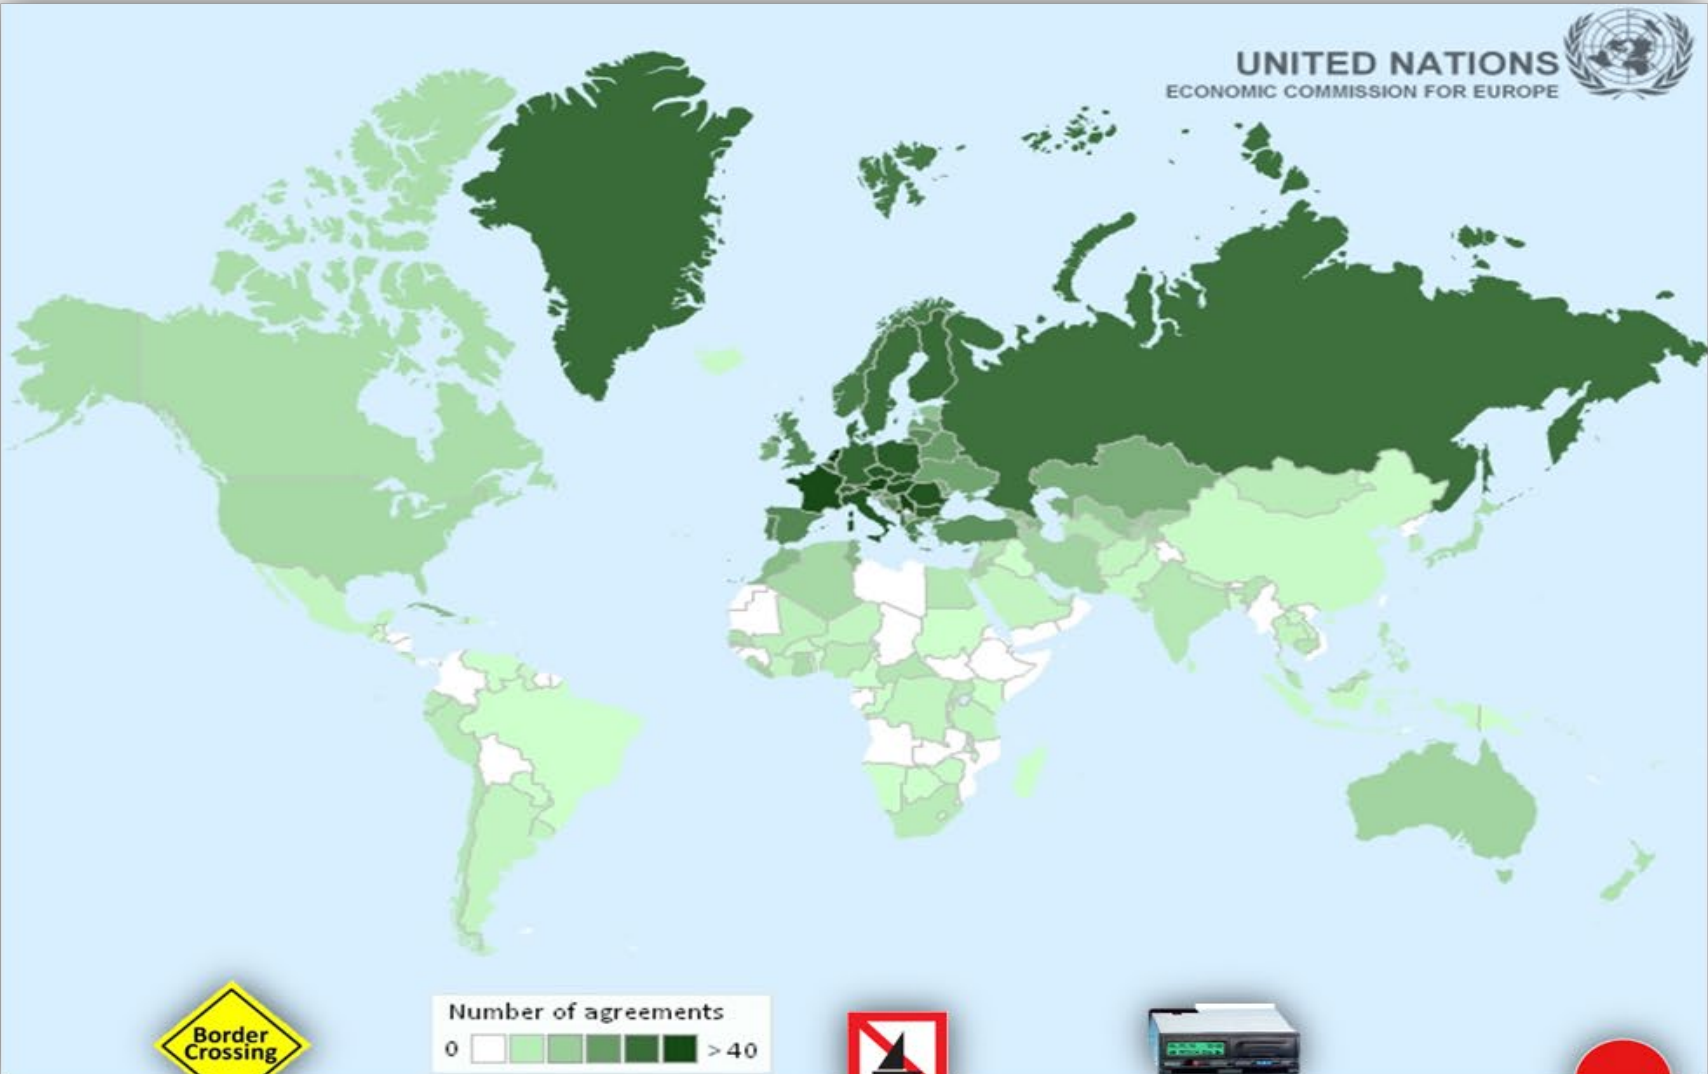 UNITED NATIONS
ECONOMIC COMMISSION FOR EUROPE
Border
Crossing
Number of agreements
0
>40